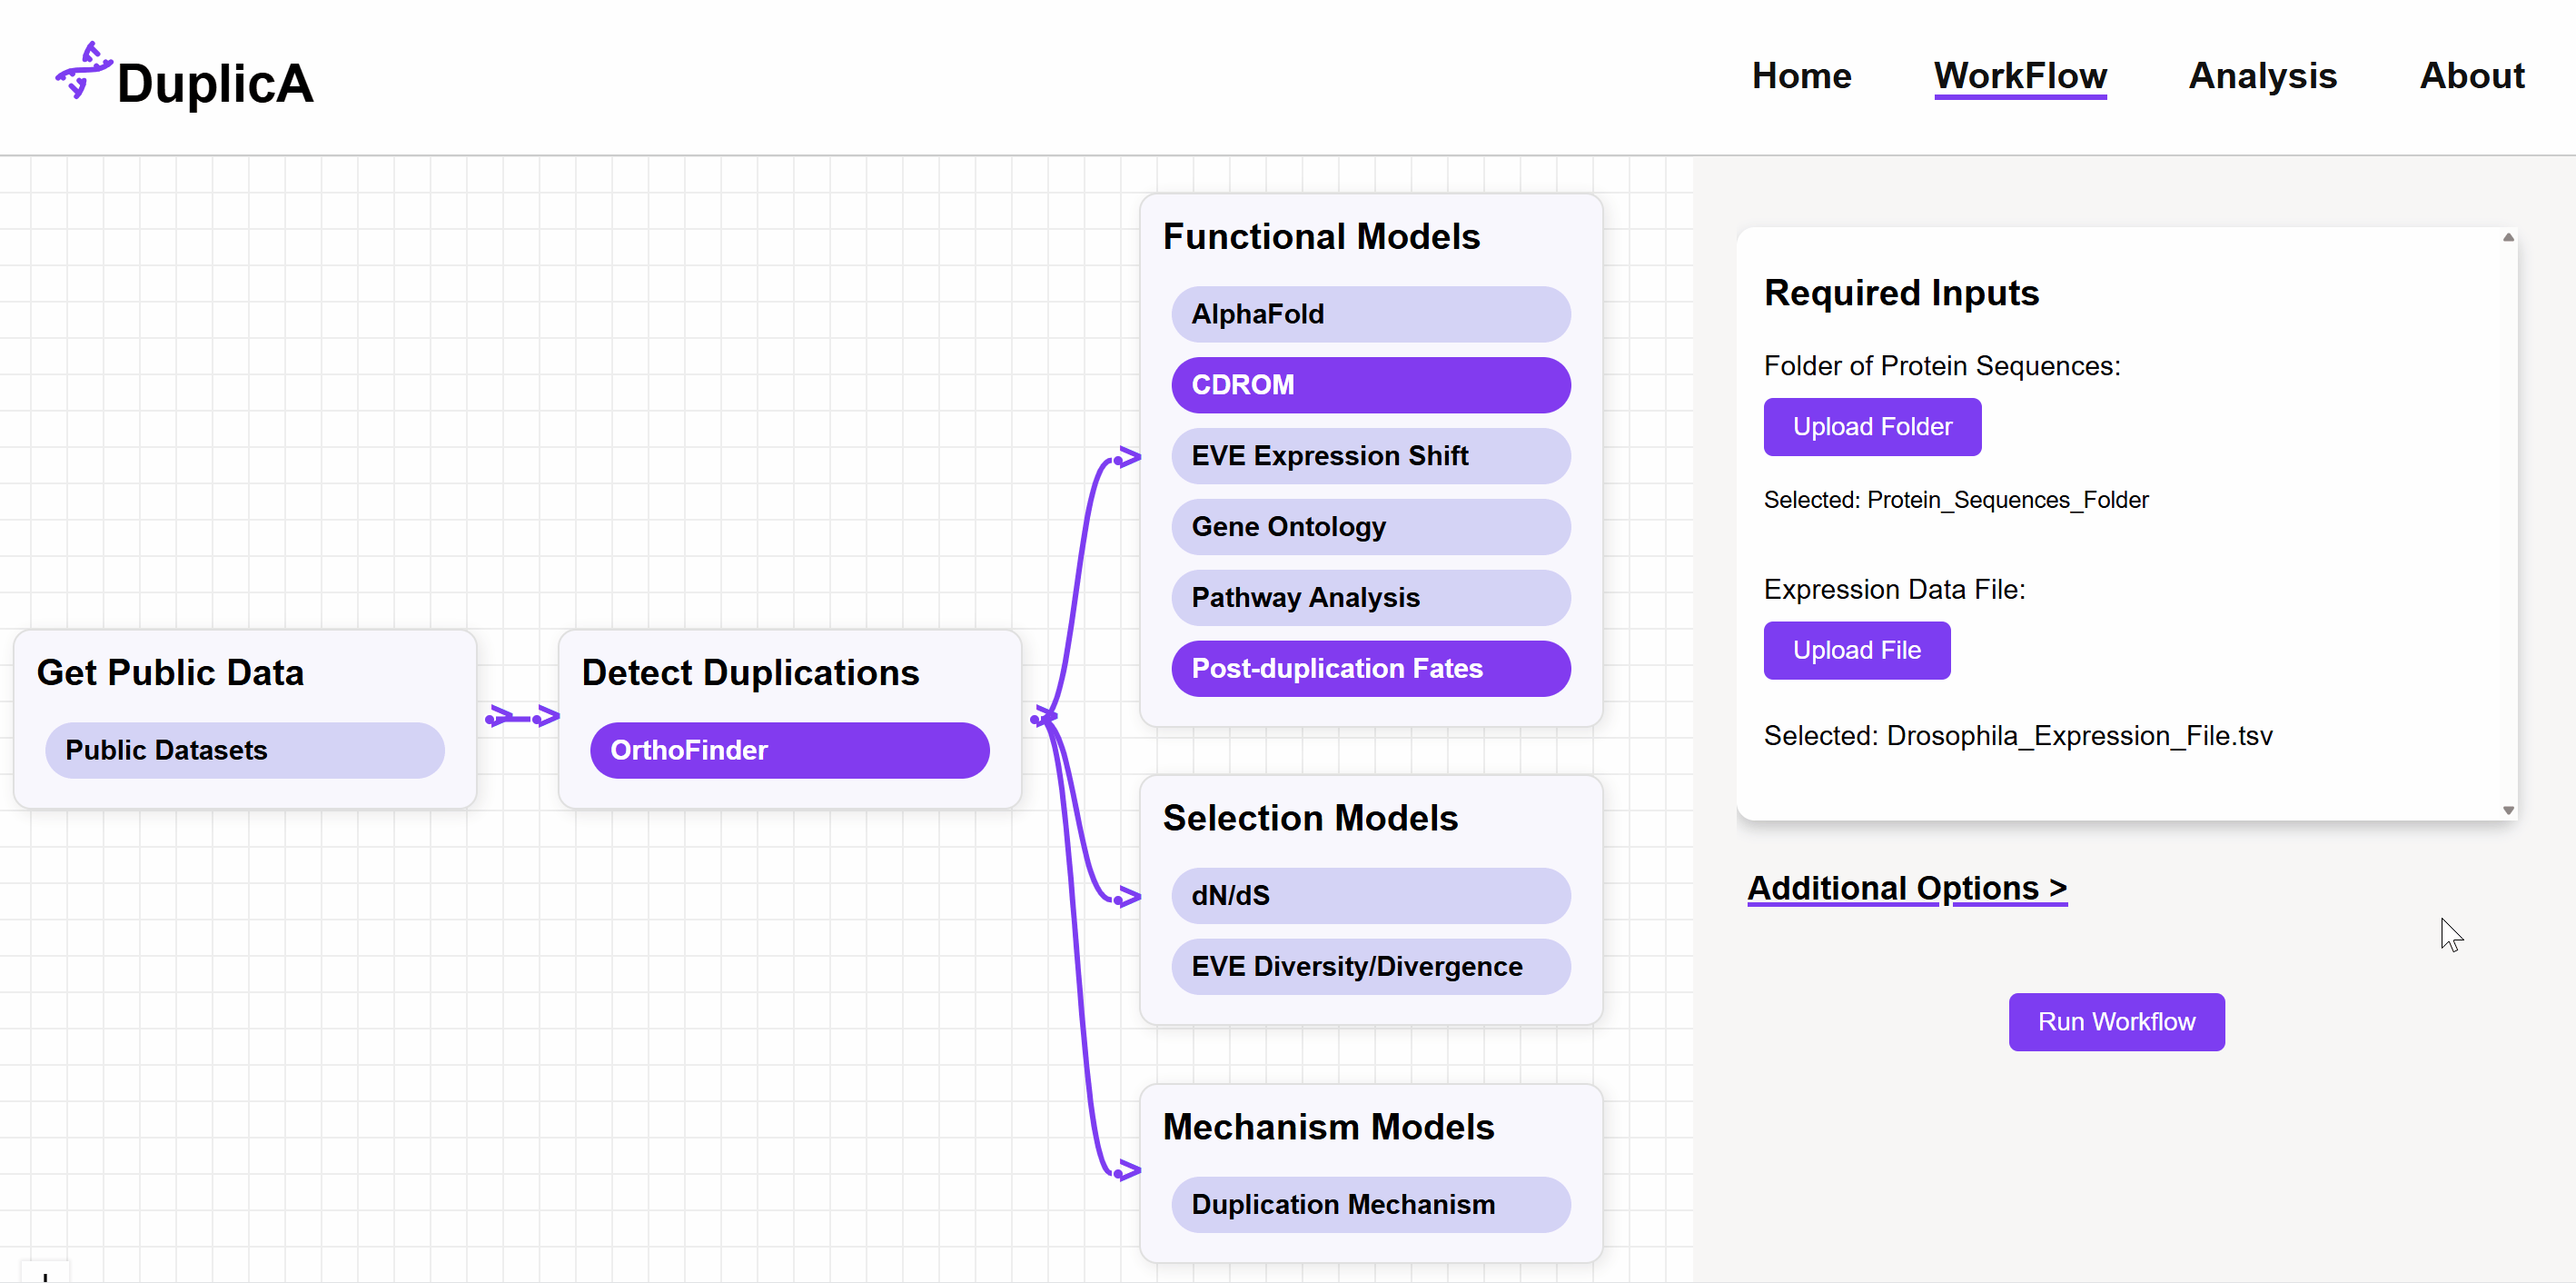 DuplicA
Home
WorkFlow
Analysis
About
Get Public Data
Public Datasets
Detect Duplications
OrthoFinder
Functional Models
AlphaFold
CDROM
EVE Expression Shift
Gene Ontology
Pathway Analysis
Post-duplication Fates
Selection Models
dN/dS
EVE Diversity/Divergence
Mechanism Models
Duplication Mechanism
Required Inputs
Folder of Protein Sequences:
Upload Folder
Selected: Protein_Sequences_Folder
Expression Data File:
Upload File
Selected: Drosophila_Expression_File.tsv
Additional Options >
Run Workflow